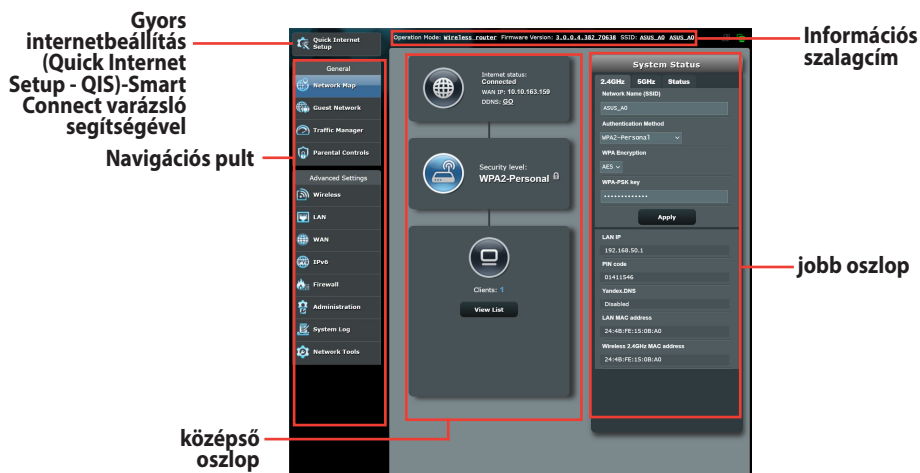 Gyors
internetbeállítás
(Quick Internet
Setup - QIS)-Smart
Connect varázsló
segítségével
Navigációs pult
Quick Internet
Setup
General
Network Map
Guest Network
Traffic Manager
Parental Controls
Advanced Settings
Wireless
LAN
WAN
IPv6
Firewall
Administration
System Log
Network Tools
Operation Mode: Wireless router Firmware Version: 3.0.0.4.382_70638 SSID: ASUS_A0 ASUS_A0
Internet status:
Connected
WAN IP: 10.10.163.159
DDNS: GO
Security level:
WPA2-Personal
Clients: 1
View List
System Status
2.4GHz 5GHz Status
Network Name (SSID)
ASUS_A0
Authentication Method
WPA2-Personal
WPA Encryption
AES
WPA-PSK key
•••••••••••••
Apply
LAN IP
192.168.50.1
PIN code
01411546
Yandex.DNS
Disabled
LAN MAC address
24:4B:FE:15:0B:A0
Wireless 2.4GHz MAC address
24:4B:FE:15:0B:A0
Információs
szalagcím
jobb oszlop
középső
oszlop